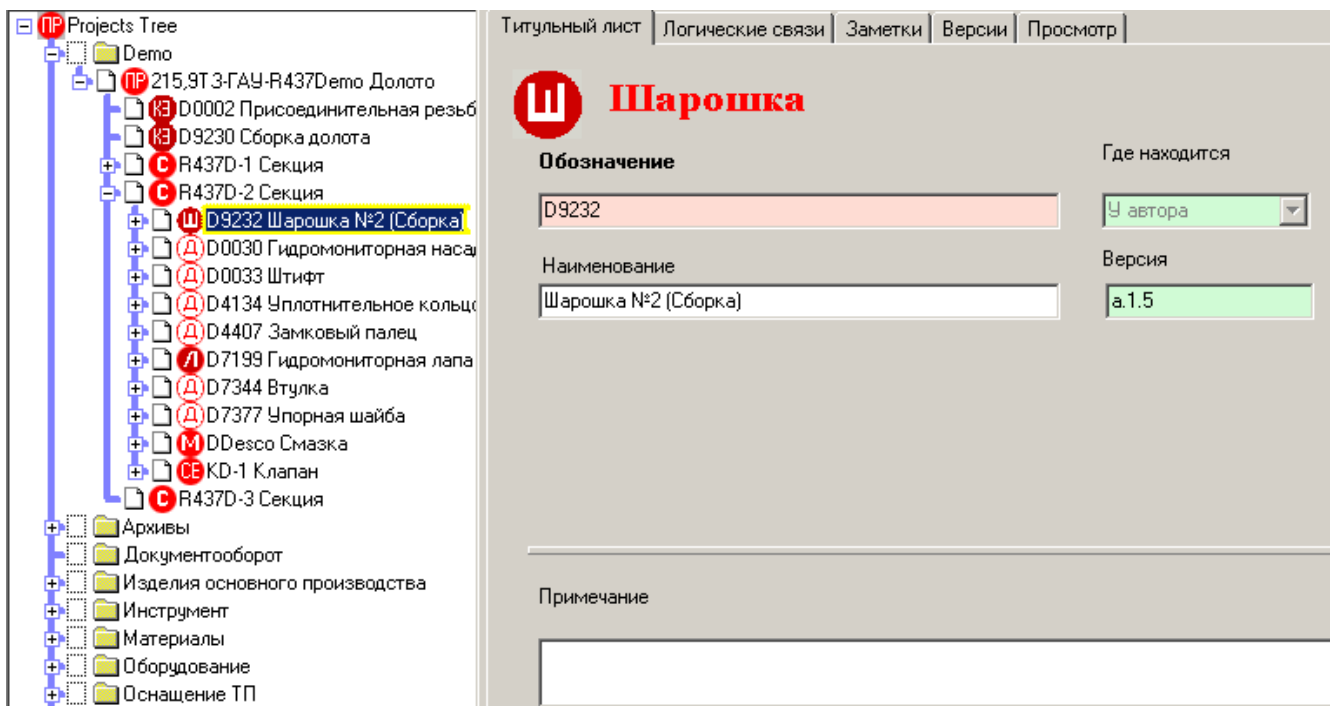 ПР Projects Tree
Demo
ПР 215,9ТЗ-ГАУ-R437Demo Долото
КЭ D0002 Присоединительная резьб
КЭ D9230 Сборка долота
С R437D-1 Секция
С R437D-2 Секция
Ш D9232 Шарошка №2 (Сборка)
Д D0030 Гидромониторная наса
Д D0033 Штифт
Д D4134 Уплотнительное кольц
Д D4407 Замковый палец
Л D7199 Гидромониторная лапа
Д D7344 Втулка
Д D7377 Упорная шайба
М DDesco Смазка
СЕ KD-1 Клапан
С R437D-3 Секция
Архивы
Документооборот
Изделия основного производства
Инструмент
Материалы
Оборудование
Оснащение ТП
Титульный лист Логические связи Заметки Версии Просмотр
Ш Шарошка
Обозначение Где находится
D9232 У автора
Наименование Версия
Шарошка №2 (Сборка) а.1.5
Примечание